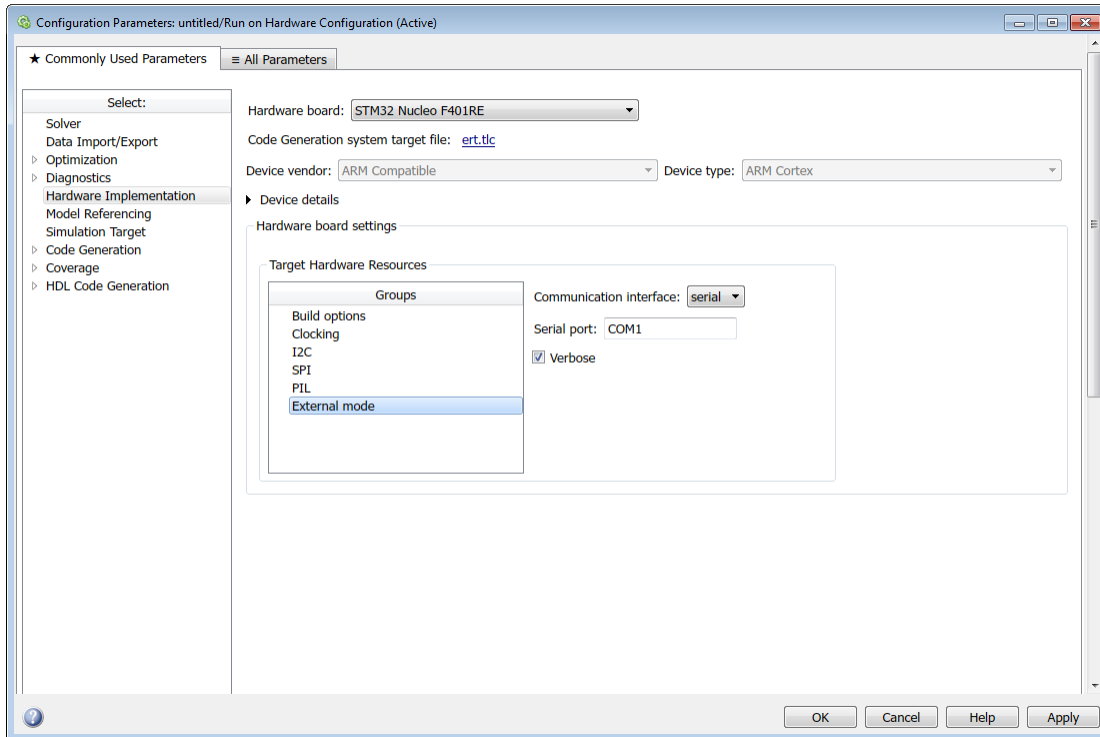 Configuration Parameters: untitled/Run on Hardware Configuration (Active)
★ Commonly Used Parameters
≡ All Parameters
Select:
Solver
Data Import/Export
Optimization
Diagnostics
Hardware Implementation
Model Referencing
Simulation Target
Code Generation
Coverage
HDL Code Generation
Hardware board: STM32 Nucleo F401RE
Code Generation system target file: ert.tlc
Device vendor: ARM Compatible Device type: ARM Cortex
Device details
Hardware board settings
Target Hardware Resources
Groups
Build options
Clocking
I2C
SPI
PIL
External mode
Communication interface: serial
Serial port: COM1
Verbose
OK Cancel Help Apply